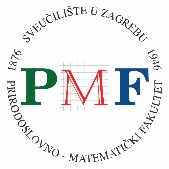 SVEUČILIŠTE U ZAGREBU
1876
1946
PMF
PRIRODOSLOVNO - MATEMATIČKI FAKULTET